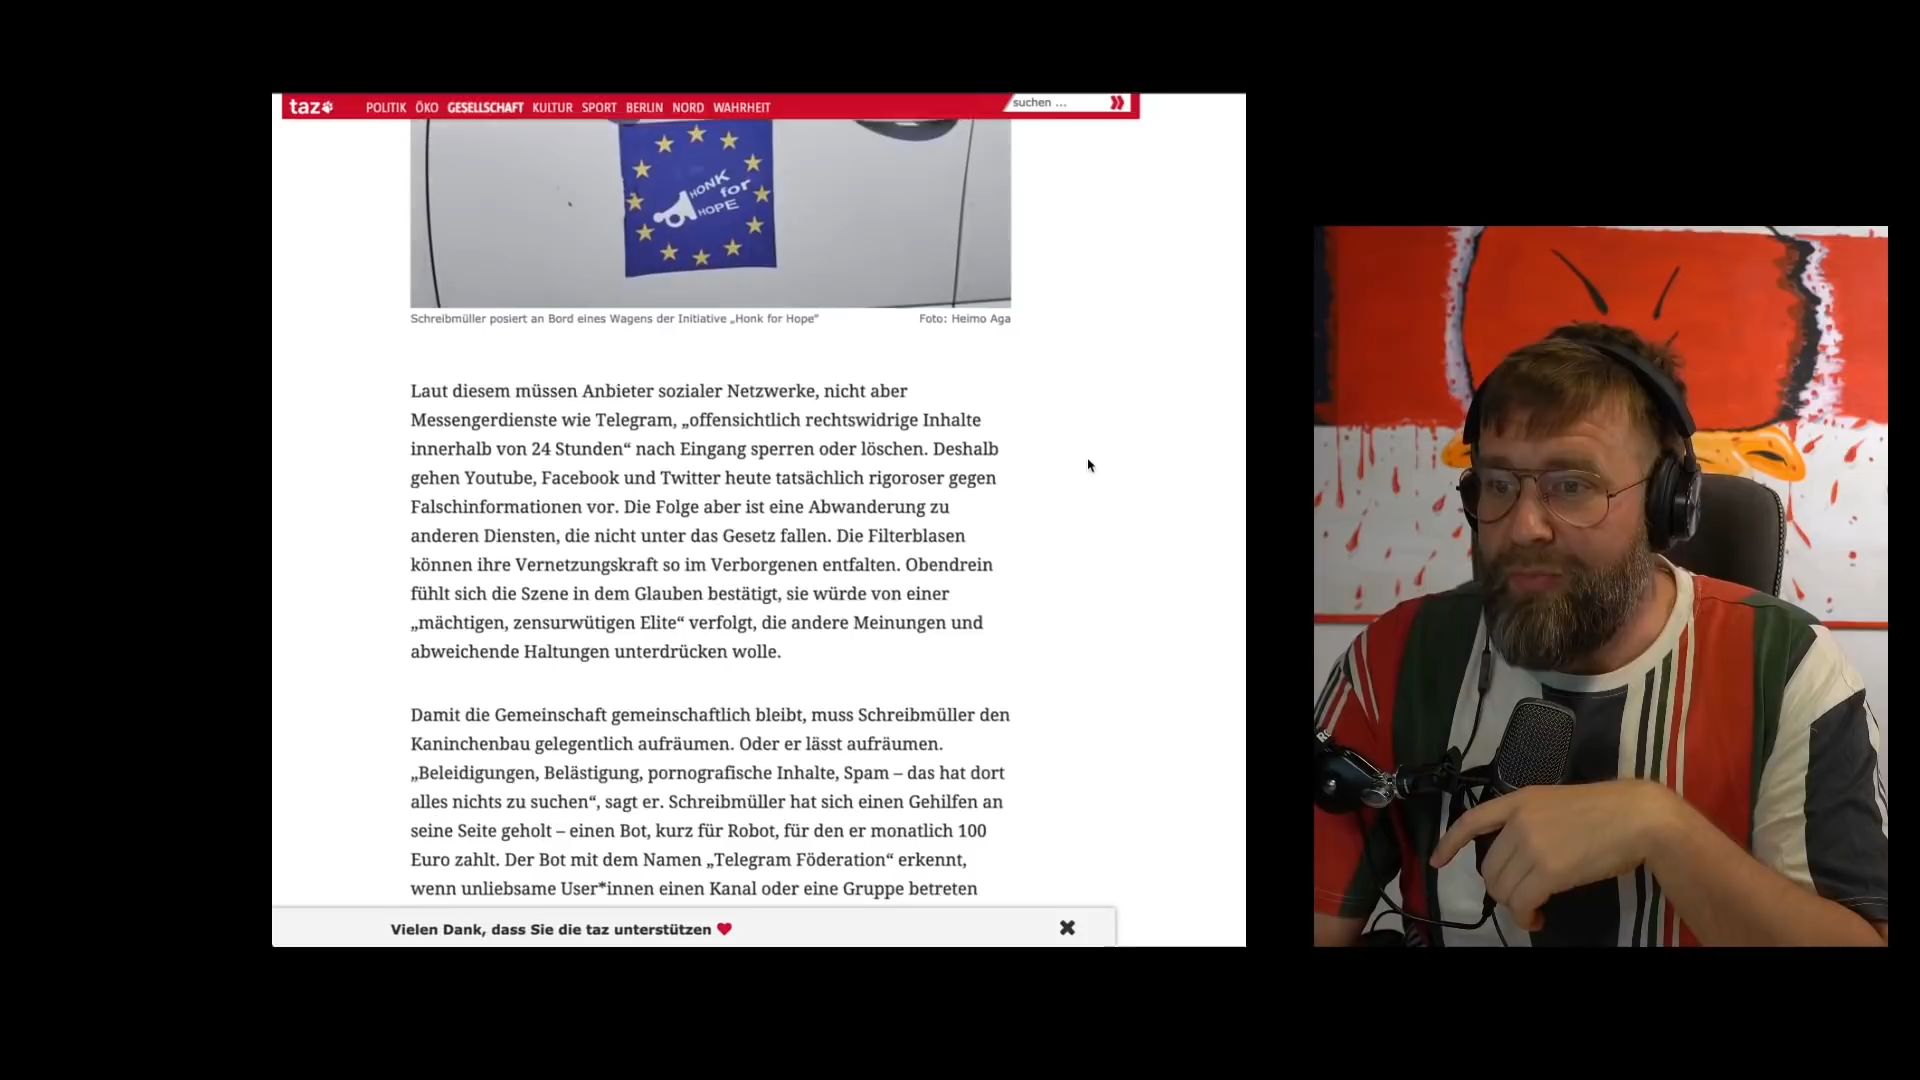 taz
POLITIK ÖKO GESELLSCHAFT KULTUR SPORT BERLIN NORD WAHRHEIT
suchen ...
HONK
for
HOPE
Schreibmüller posiert an Bord eines Wagens der Initiative „Honk for Hope“ Foto: Heimo Aga
Laut diesem müssen Anbieter sozialer Netzwerke, nicht aber
Messengerdienste wie Telegram, „offensichtlich rechtswidrige Inhalte
innerhalb von 24 Stunden“ nach Eingang sperren oder löschen. Deshalb
gehen Youtube, Facebook und Twitter heute tatsächlich rigoroser gegen
Falschinformationen vor. Die Folge aber ist eine Abwanderung zu
anderen Diensten, die nicht unter das Gesetz fallen. Die Filterblasen
können ihre Vernetzungskraft so im Verborgenen entfalten. Obendrein
fühlt sich die Szene in dem Glauben bestätigt, sie würde von einer
„mächtigen, zensurwütigen Elite“ verfolgt, die andere Meinungen und
abweichende Haltungen unterdrücken wolle.
Damit die Gemeinschaft gemeinschaftlich bleibt, muss Schreibmüller den
Kaninchenbau gelegentlich aufräumen. Oder er lässt aufräumen.
„Beleidigungen, Belästigung, pornografische Inhalte, Spam – das hat dort
alles nichts zu suchen“, sagt er. Schreibmüller hat sich einen Gehilfen an
seine Seite geholt – einen Bot, kurz für Robot, für den er monatlich 100
Euro zahlt. Der Bot mit dem Namen „Telegram Föderation“ erkennt,
wenn unliebsame User*innen einen Kanal oder eine Gruppe betreten
Vielen Dank, dass Sie die taz unterstützen